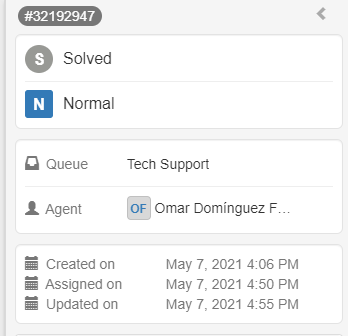 #32192947
S Solved
N Normal
Queue Tech Support
Agent OF Omar Domínguez F…
Created on May 7, 2021 4:06 PM
Assigned on May 7, 2021 4:50 PM
Updated on May 7, 2021 4:55 PM